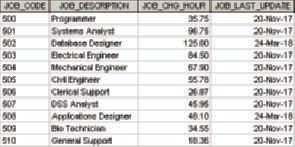 JOB_CODE JOB_DESCRIPTION JOB_CHG_HOUR JOB_LAST_UPDATE
500 Programmer 35.75 20-Nov-17
501 Systems Analyst 96.75 20-Nov-17
502 Database Designer 125.00 24-Mar-18
503 Electrical Engineer 84.50 20-Nov-17
504 Mechanical Engineer 67.90 20-Nov-17
505 Civil Engineer 55.78 20-Nov-17
506 Clerical Support 26.87 20-Nov-17
507 DSS Analyst 45.95 20-Nov-17
508 Applications Designer 48.10 24-Mar-18
509 Bio Technician 34.55 20-Nov-17
510 General Support 18.36 20-Nov-17